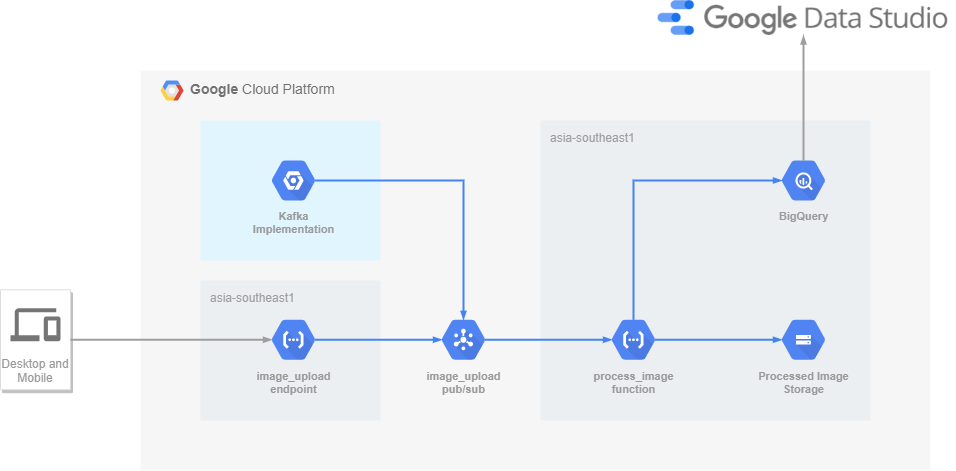 Google Data Studio
Google Cloud Platform
asia-southeast1
Kafka
Implementation
BigQuery
asia-southeast1
Desktop and
Mobile
image_upload
endpoint
image_upload
pub/sub
process_image
function
Processed Image
Storage